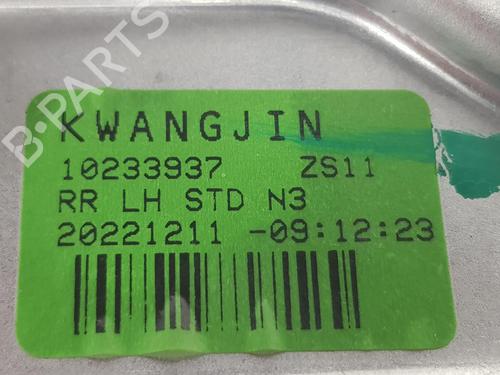 B-PARTS
KWANGJIN
10233937 ZS11
RR LH STD N3
20221211 -09:12:23